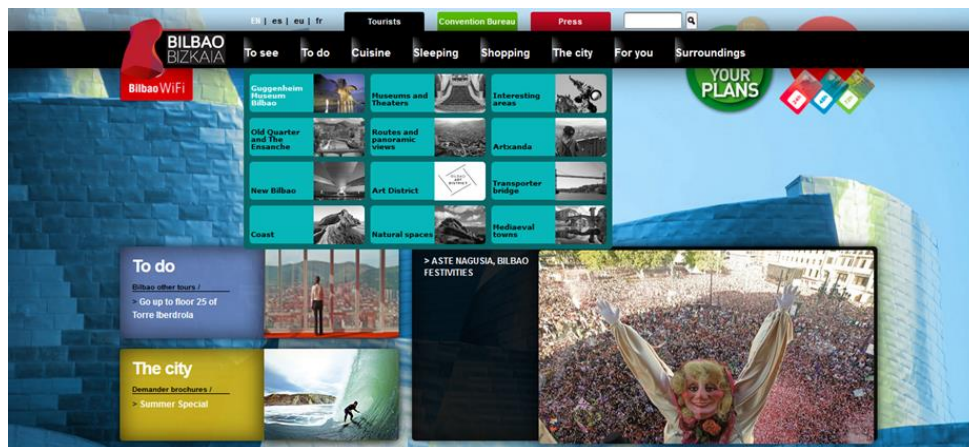 EN | es | eu | fr
Tourists
Convention Bureau
Press
BILBAO
BIZKAIA
To see
To do
Cuisine
Sleeping
Shopping
The city
For you
Surroundings
Bilbao WiFi
YOUR
PLANS
Guggenheim
Museum
Bilbao
Museums and
Theaters
Interesting
areas
Old Quarter
and The
Ensanche
Routes and
panoramic
views
Artxanda
New Bilbao
Art District
BILBAO
ART
DISTRICT
Transporter
bridge
Coast
Natural spaces
Mediaeval
towns
To do
Bilbao other tours /
> Go up to floor 25 of
Torre Iberdrola
> ASTE NAGUSIA, BILBAO
FESTIVITIES
The city
Demander brochures /
> Summer Special